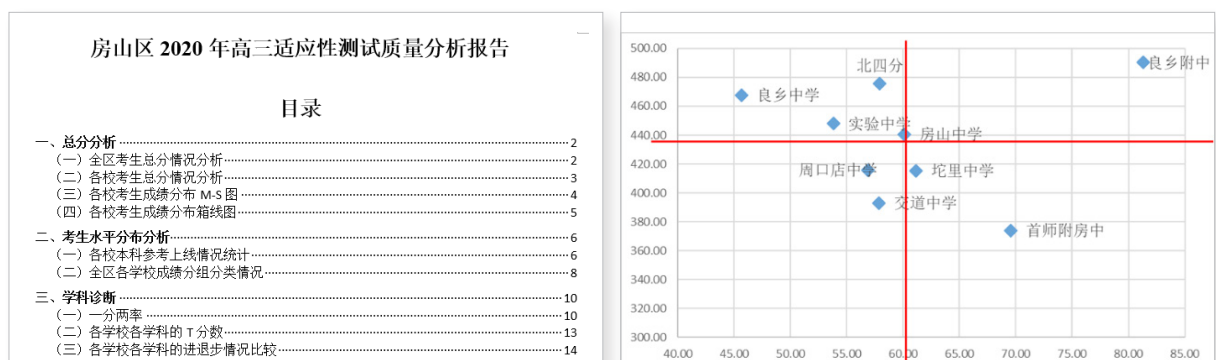 房山区 2020 年高三适应性测试质量分析报告
目录
一、总分分析 2
（一）全区考生总分情况分析 2
（二）各校考生总分情况分析 3
（三）各校考生成绩分布 M-S 图 4
（四）各校考生成绩分布箱线图 5
二、考生水平分布分析 6
（一）各校本科参考上线情况统计 6
（二）全区各学校成绩分组分类情况 8
三、学科诊断 10
（一）一分两率 10
（二）各学校各学科的 T 分数 13
（三）各学校各学科的进退步情况比较 14
500.00
良乡附中
北四分
480.00
良乡中学
460.00
实验中学
440.00
房山中学
420.00
周口店中学
坨里中学
400.00
交道中学
380.00
首师附房中
360.00
340.00
320.00
300.00
40.00 45.00 50.00 55.00 60.00 65.00 70.00 75.00 80.00 85.00